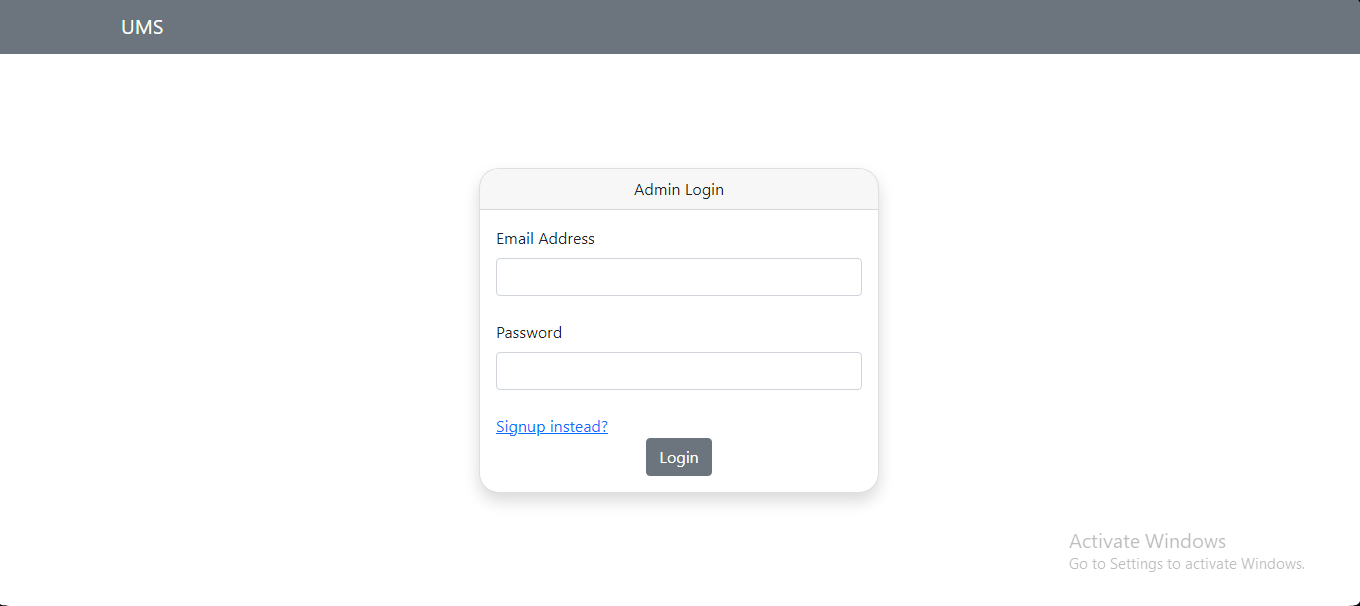 UMS
Admin Login
Email Address
Password
Signup instead?
Login
Activate Windows
Go to Settings to activate Windows.